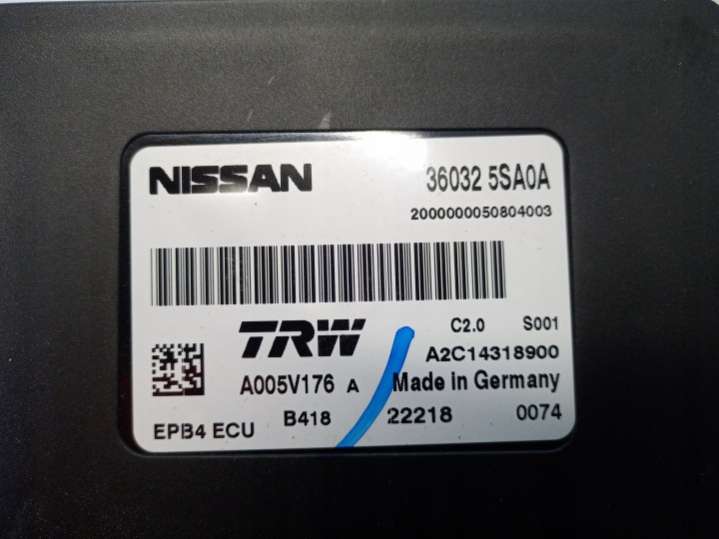 NISSAN 36032 5SA0A
2000000050804003
TRW C2.0 S001
A2C14318900
A005V176 A Made in Germany
EPB4 ECU B418 22218 0074